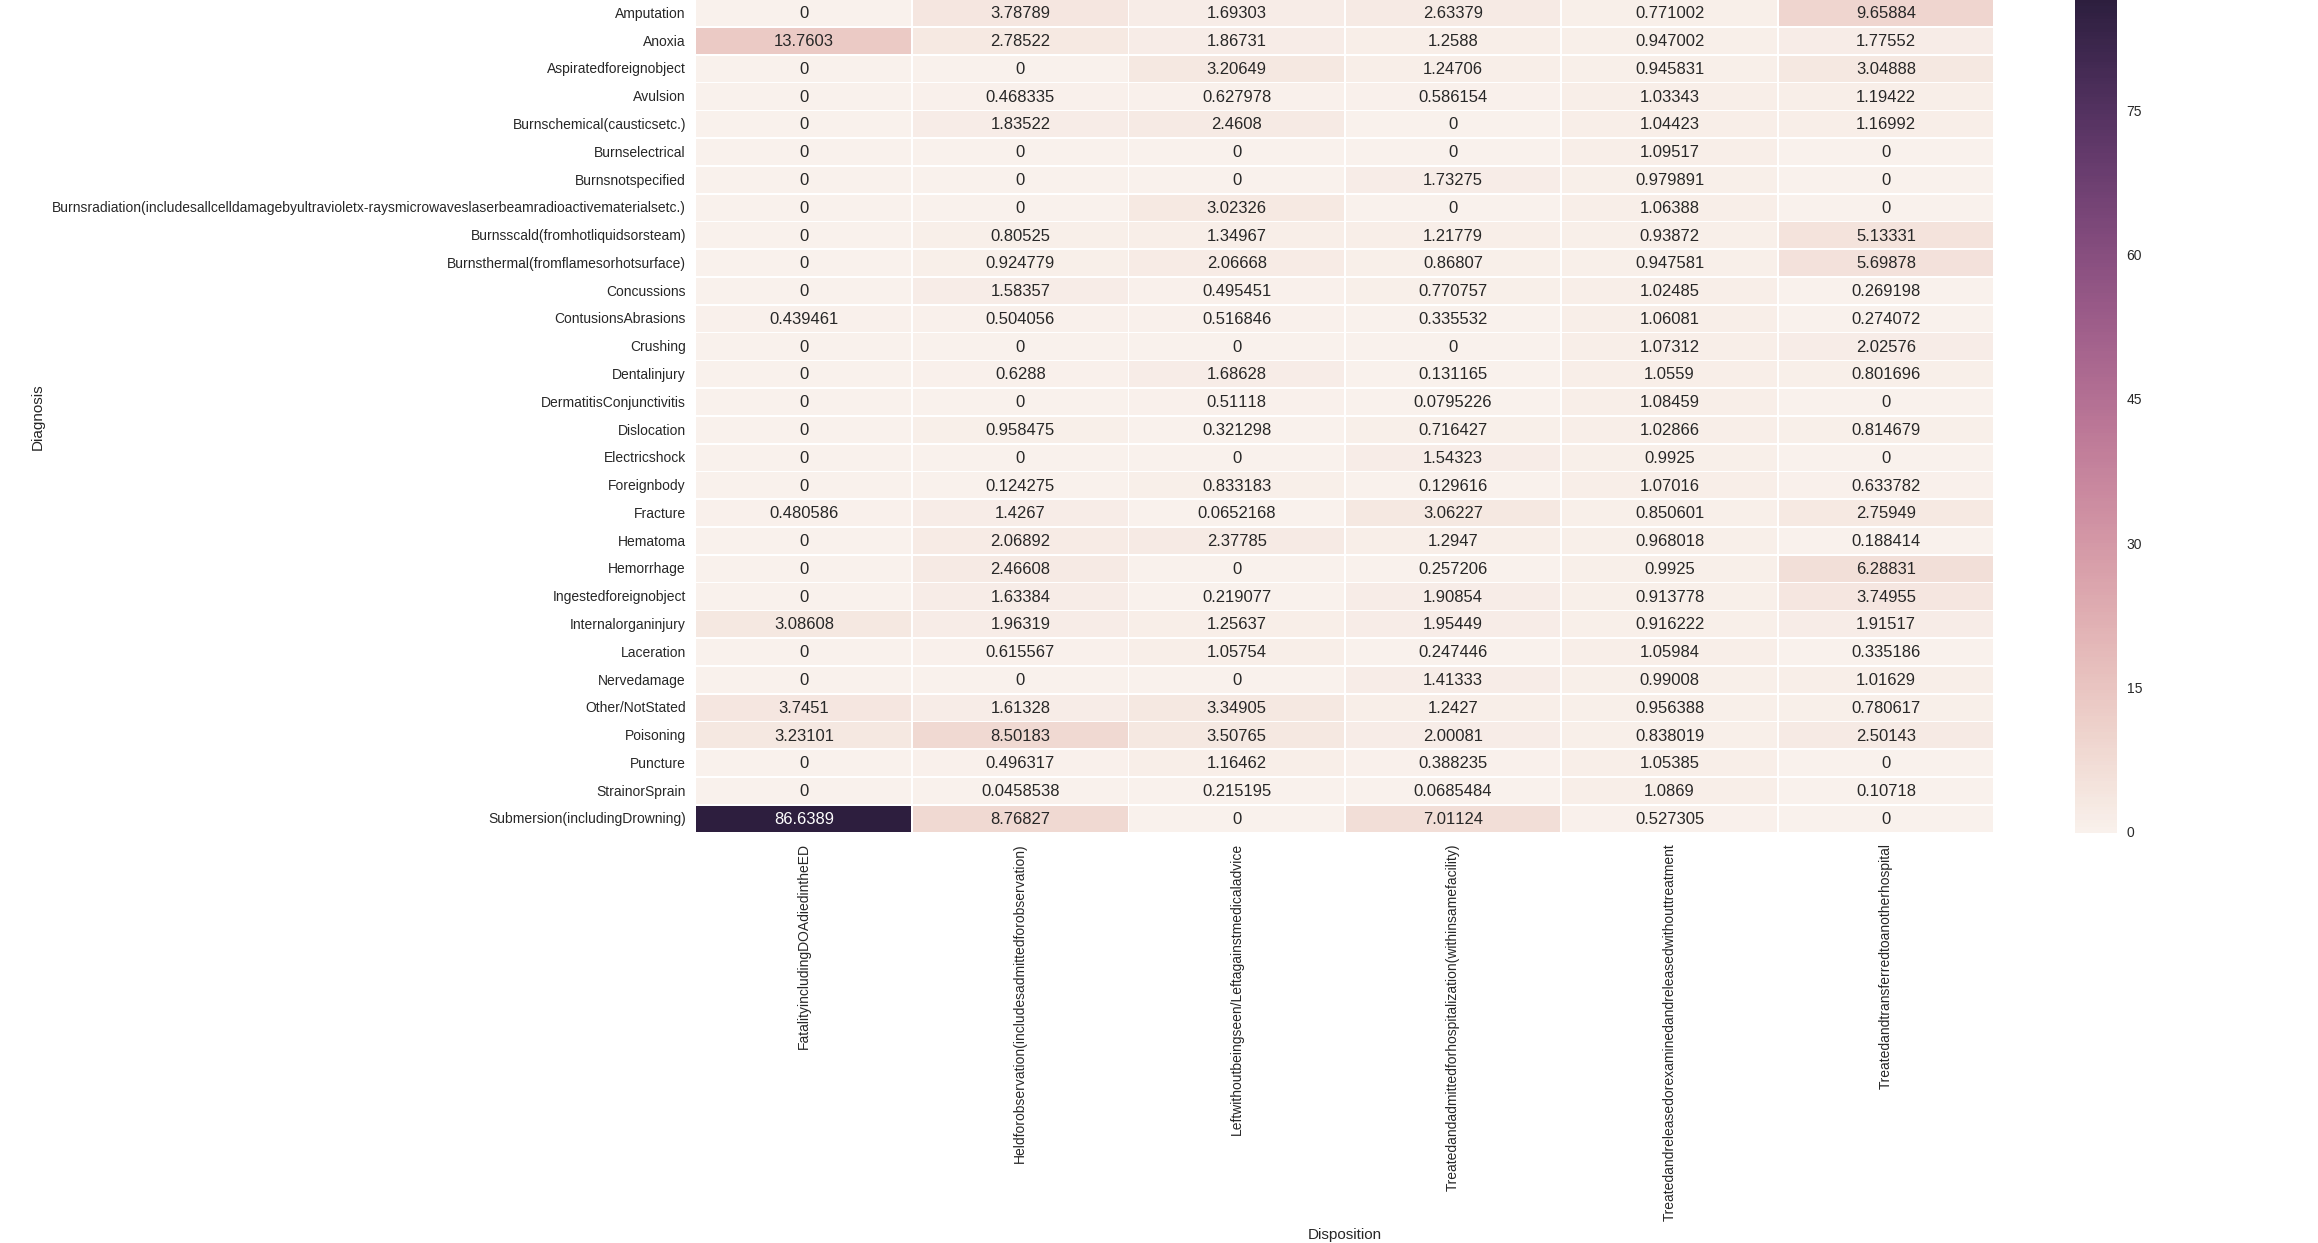 Amputation 0 3.78789 1.69303 2.63379 0.771002 9.65884
Anoxia 13.7603 2.78522 1.86731 1.2588 0.947002 1.77552
Aspiratedforeignobject 0 0 3.20649 1.24706 0.945831 3.04888
Avulsion 0 0.468335 0.627978 0.586154 1.03343 1.19422
Burnschemical(causticsetc.) 0 1.83522 2.4608 0 1.04423 1.16992
Burnselectrical 0 0 0 0 1.09517 0
Burnsnotspecified 0 0 0 1.73275 0.979891 0
Burnsradiation(includesallcelldamagebyultravioletx-raysmicrowaveslaserbeamradioactivematerialsetc.) 0 0 3.02326 0 1.06388 0
Burnsscald(fromhotliquidsorsteam) 0 0.80525 1.34967 1.21779 0.93872 5.13331
Burnsthermal(fromflamesorhotsurface) 0 0.924779 2.06668 0.86807 0.947581 5.69878
Concussions 0 1.58357 0.495451 0.770757 1.02485 0.269198
ContusionsAbrasions 0.439461 0.504056 0.516846 0.335532 1.06081 0.274072
Crushing 0 0 0 0 1.07312 2.02576
Dentalinjury 0 0.6288 1.68628 0.131165 1.0559 0.801696
DermatitisConjunctivitis 0 0 0.51118 0.0795226 1.08459 0
Dislocation 0 0.958475 0.321298 0.716427 1.02866 0.814679
Electricshock 0 0 0 1.54323 0.9925 0
Foreignbody 0 0.124275 0.833183 0.129616 1.07016 0.633782
Fracture 0.480586 1.4267 0.0652168 3.06227 0.850601 2.75949
Hematoma 0 2.06892 2.37785 1.2947 0.968018 0.188414
Hemorrhage 0 2.46608 0 0.257206 0.9925 6.28831
Ingestedforeignobject 0 1.63384 0.219077 1.90854 0.913778 3.74955
Internalorganinjury 3.08608 1.96319 1.25637 1.95449 0.916222 1.91517
Laceration 0 0.615567 1.05754 0.247446 1.05984 0.335186
Nervedamage 0 0 0 1.41333 0.99008 1.01629
Other/NotStated 3.7451 1.61328 3.34905 1.2427 0.956388 0.780617
Poisoning 3.23101 8.50183 3.50765 2.00081 0.838019 2.50143
Puncture 0 0.496317 1.16462 0.388235 1.05385 0
StrainorSprain 0 0.0458538 0.215195 0.0685484 1.0869 0.10718
Submersion(includingDrowning) 86.6389 8.76827 0 7.01124 0.527305 0
Diagnosis
FatalityincludingDOAdiedintheED
Heldforobservation(includesadmittedforobservation)
Leftwithoutbeingseen/Leftagainstmedicaladvice
Treatedandadmittedforhospitalization(withinsamefacility)
Treatedandreleasedorexaminedandreleasedwithouttreatment
Treatedandtransferredtoanotherhospital
Disposition
75
60
45
30
15
0